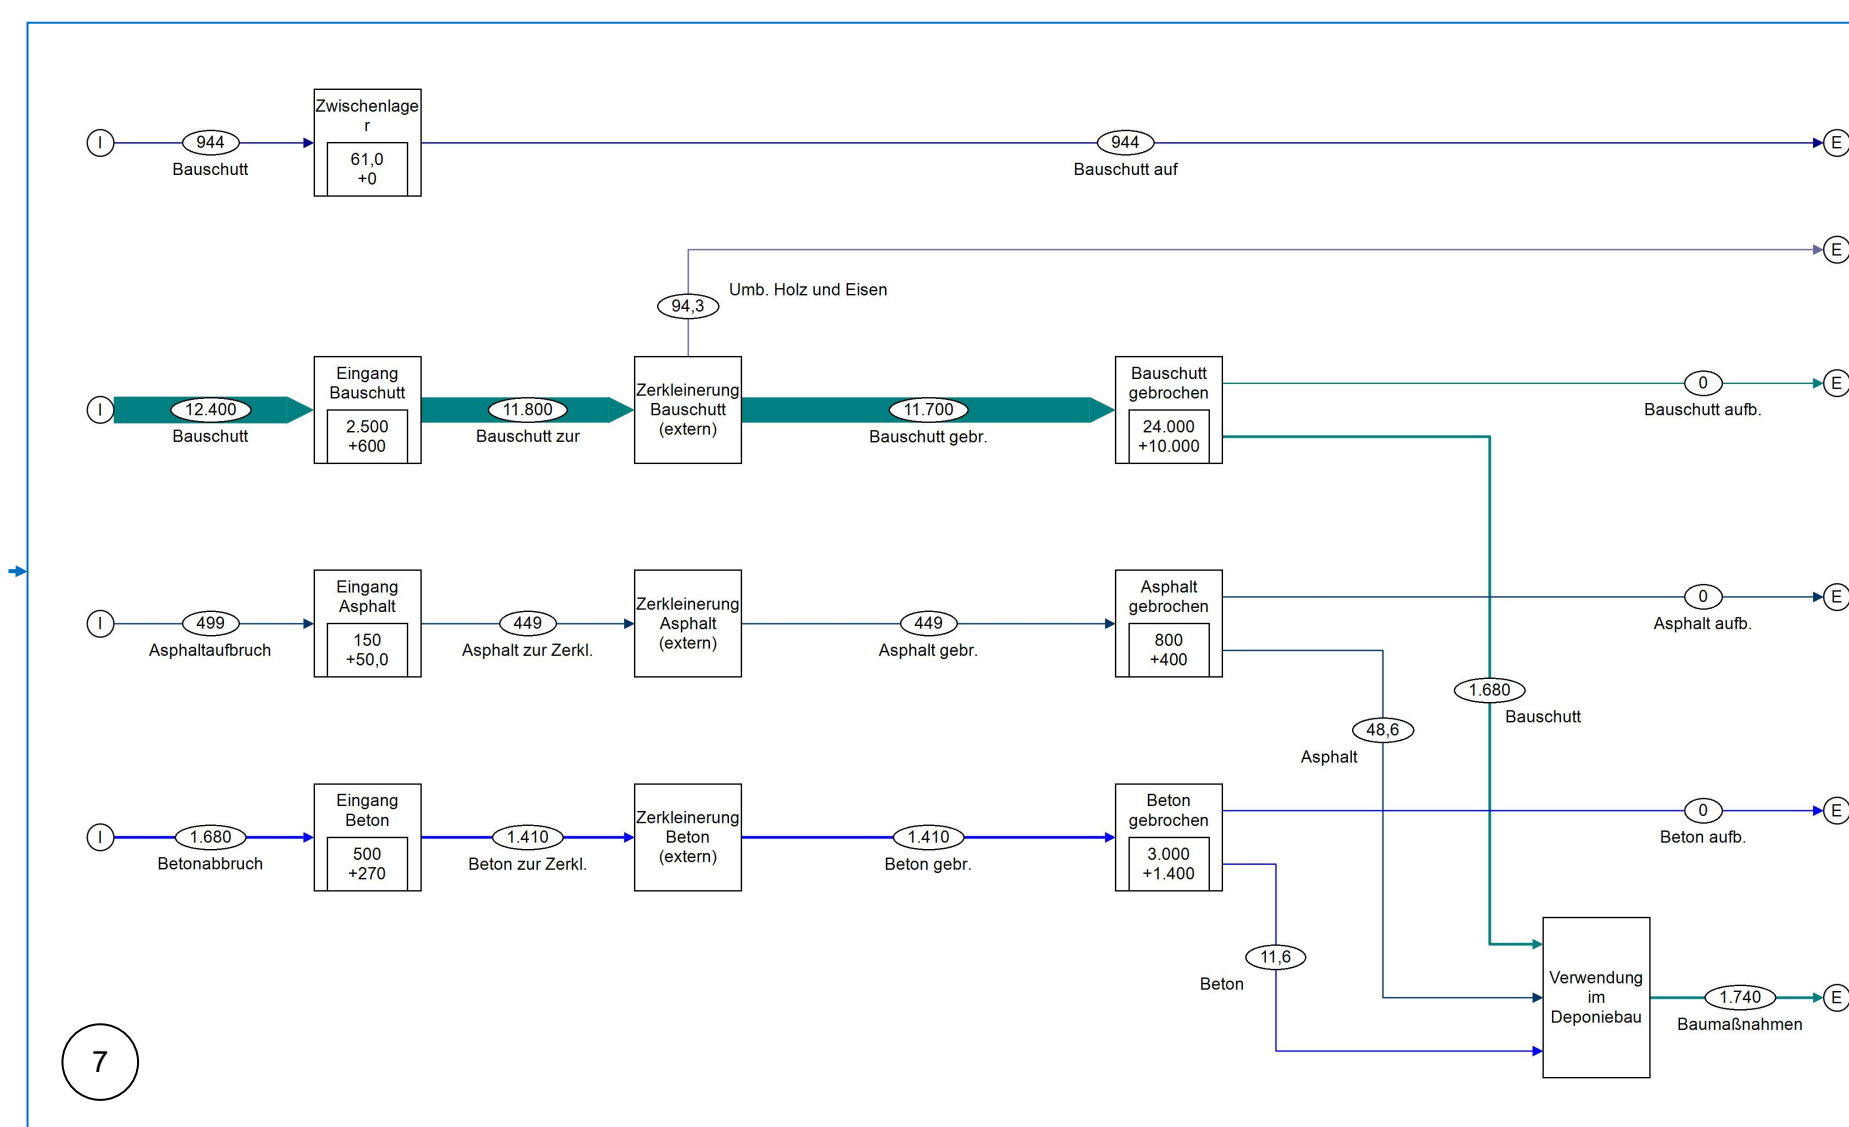 Zwischenlage
r
61,0
+0
I
944
Bauschutt
944
Bauschutt auf
E
E
Umb. Holz und Eisen
94,3
I
12.400
Bauschutt
Eingang
Bauschutt
2.500
+600
11.800
Bauschutt zur
Zerkleinerung
Bauschutt
(extern)
11.700
Bauschutt gebr.
Bauschutt
gebrochen
24.000
+10.000
0
Bauschutt aufb.
E
I
499
Asphaltaufbruch
Eingang
Asphalt
150
+50,0
449
Asphalt zur Zerkl.
Zerkleinerung
Asphalt
(extern)
449
Asphalt gebr.
Asphalt
gebrochen
800
+400
0
Asphalt aufb.
E
1.680
Bauschutt
48,6
Asphalt
I
1.680
Betonabbruch
Eingang
Beton
500
+270
1.410
Beton zur Zerkl.
Zerkleinerung
Beton
(extern)
1.410
Beton gebr.
Beton
gebrochen
3.000
+1.400
0
Beton aufb.
E
11,6
Beton
Verwendung
im
Deponiebau
1.740
Baumaßnahmen
E
7